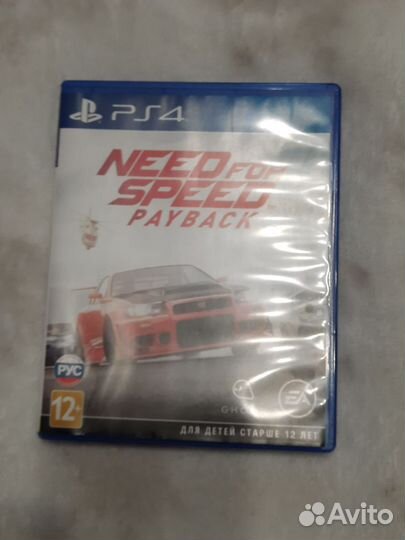 PS4
NEED FOR
SPEED
PAYBACK
РУС
12+
EA
ДЛЯ ДЕТЕЙ СТАРШЕ 12 ЛЕТ
Avito